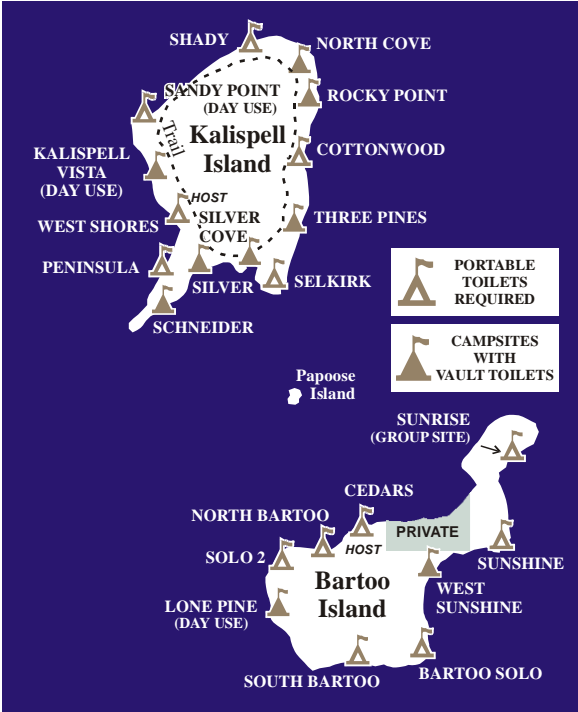 SHADY
NORTH COVE
SANDY POINT
(DAY USE)
ROCKY POINT
Trail
Kalispell
Island
COTTONWOOD
KALISPELL
VISTA
(DAY USE)
HOST
WEST SHORES
SILVER
COVE
THREE PINES
PENINSULA
SILVER
SELKIRK
SCHNEIDER
PORTABLE
TOILETS
REQUIRED
CAMPSITES
WITH
VAULT TOILETS
Papoose
Island
SUNRISE
(GROUP SITE)
CEDARS
NORTH BARTOO
HOST
PRIVATE
SOLO 2
SUNSHINE
Bartoo
Island
WEST
SUNSHINE
LONE PINE
(DAY USE)
SOUTH BARTOO
BARTOO SOLO